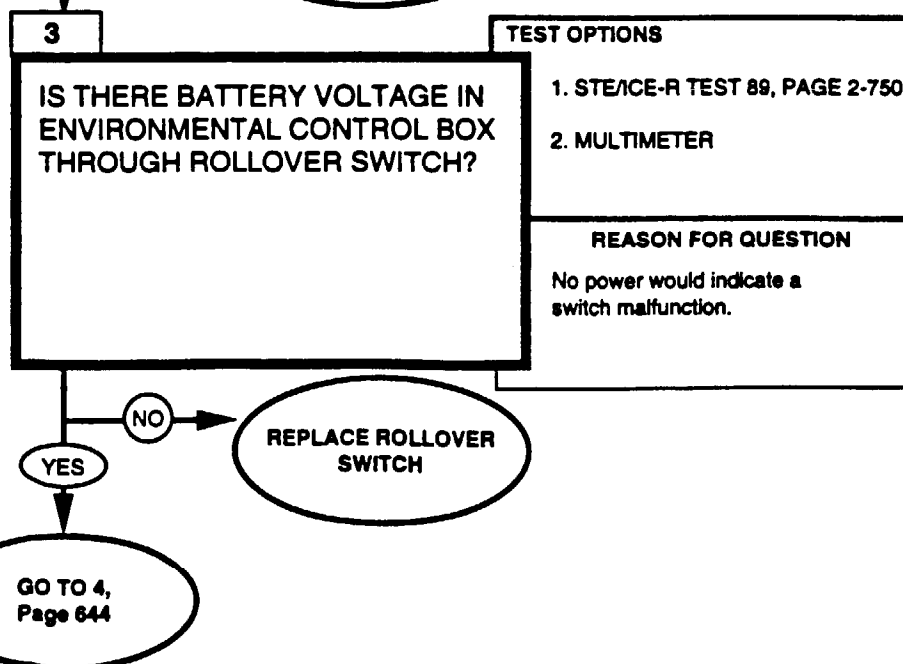 3
IS THERE BATTERY VOLTAGE IN
ENVIRONMENTAL CONTROL BOX
THROUGH ROLLOVER SWITCH?
TEST OPTIONS
1. STE/ICE-R TEST 89, PAGE 2-750
2. MULTIMETER
REASON FOR QUESTION
No power would indicate a
switch malfunction.
NO
REPLACE ROLLOVER
SWITCH
YES
GO TO 4,
Page 644